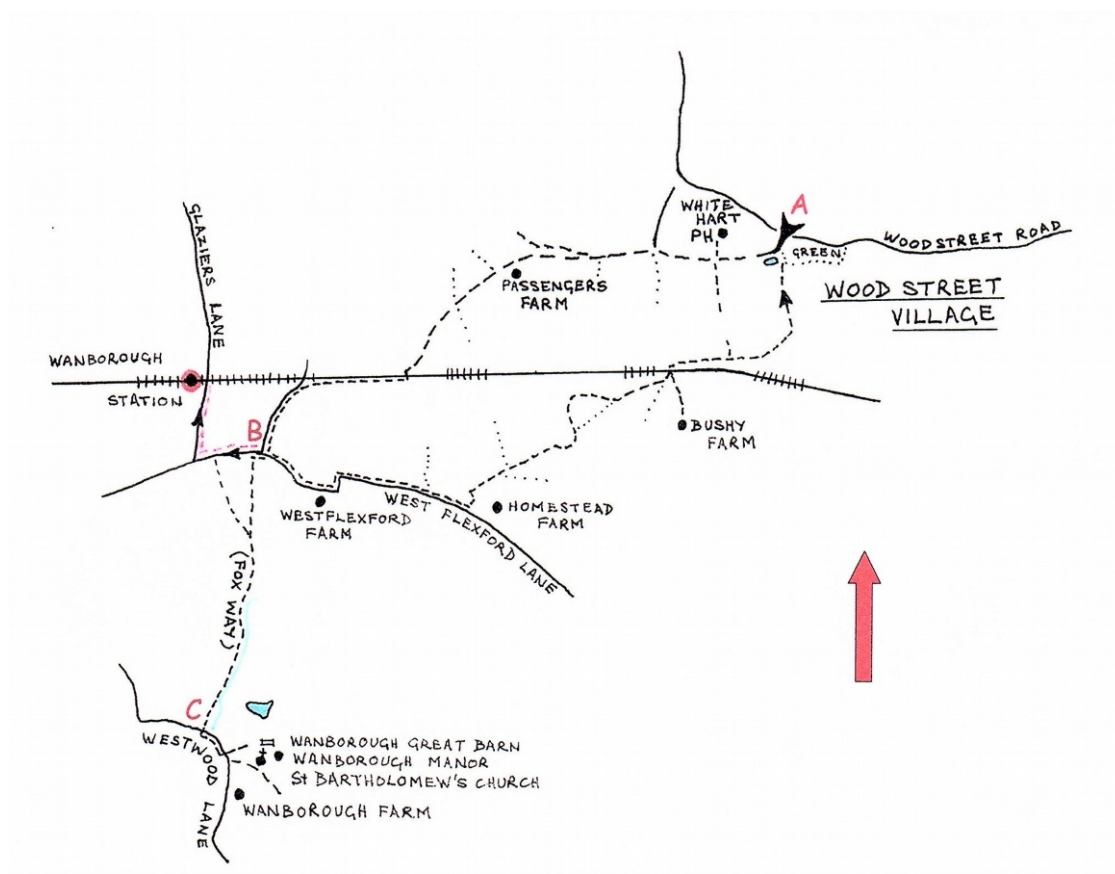 A
WHITE
HART
PH
WOODSTREET ROAD
GREEN
GLAZIERS LANE
PASSENGERS
FARM
WOOD STREET
VILLAGE
WANBOROUGH
STATION
B
BUSHY
FARM
WESTFLEXFORD
FARM
WEST FLEXFORD LANE
HOMESTEAD
FARM
(FOX WAY)
C
WESTWOOD
LANE
WANBOROUGH GREAT BARN
WANBOROUGH MANOR
St BARTHOLOMEW'S CHURCH
WANBOROUGH FARM